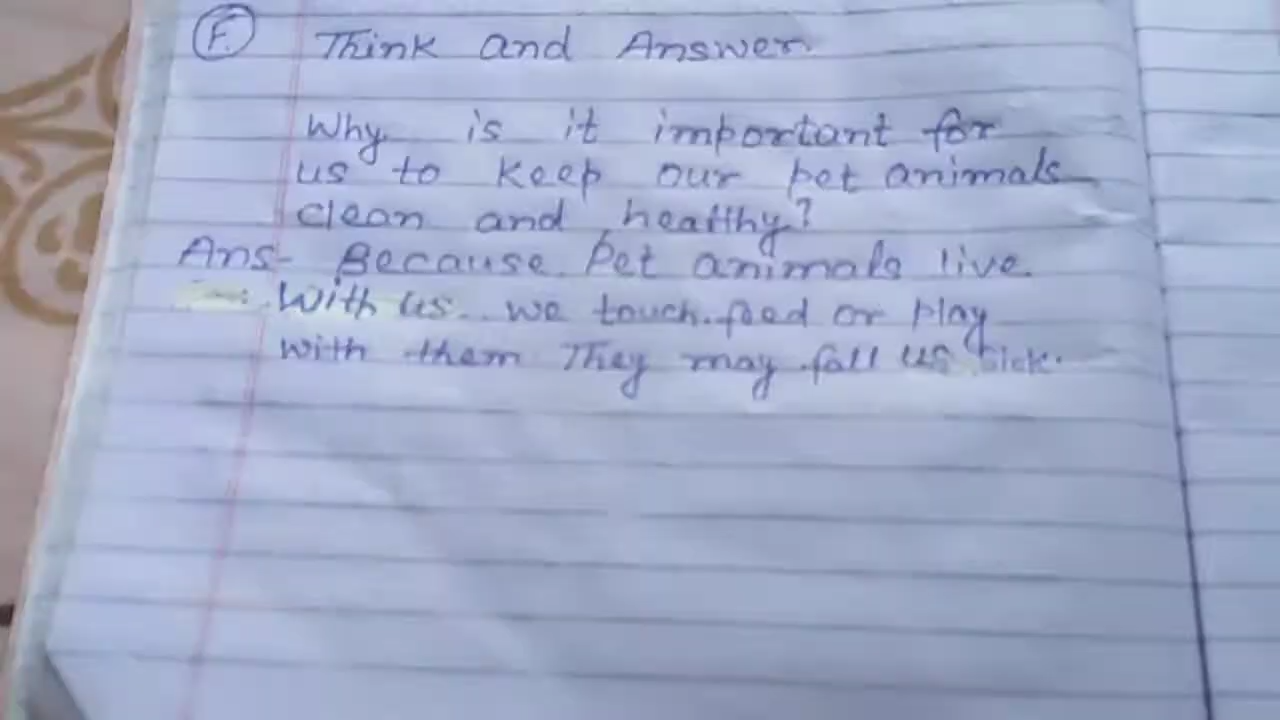 F.
Think and Answer.
Why is it important for
us to keep our pet animals
clean and healthy?
Ans- Because pet animals live.
With us.. we touch. feed or play
with them They may fall us sick.